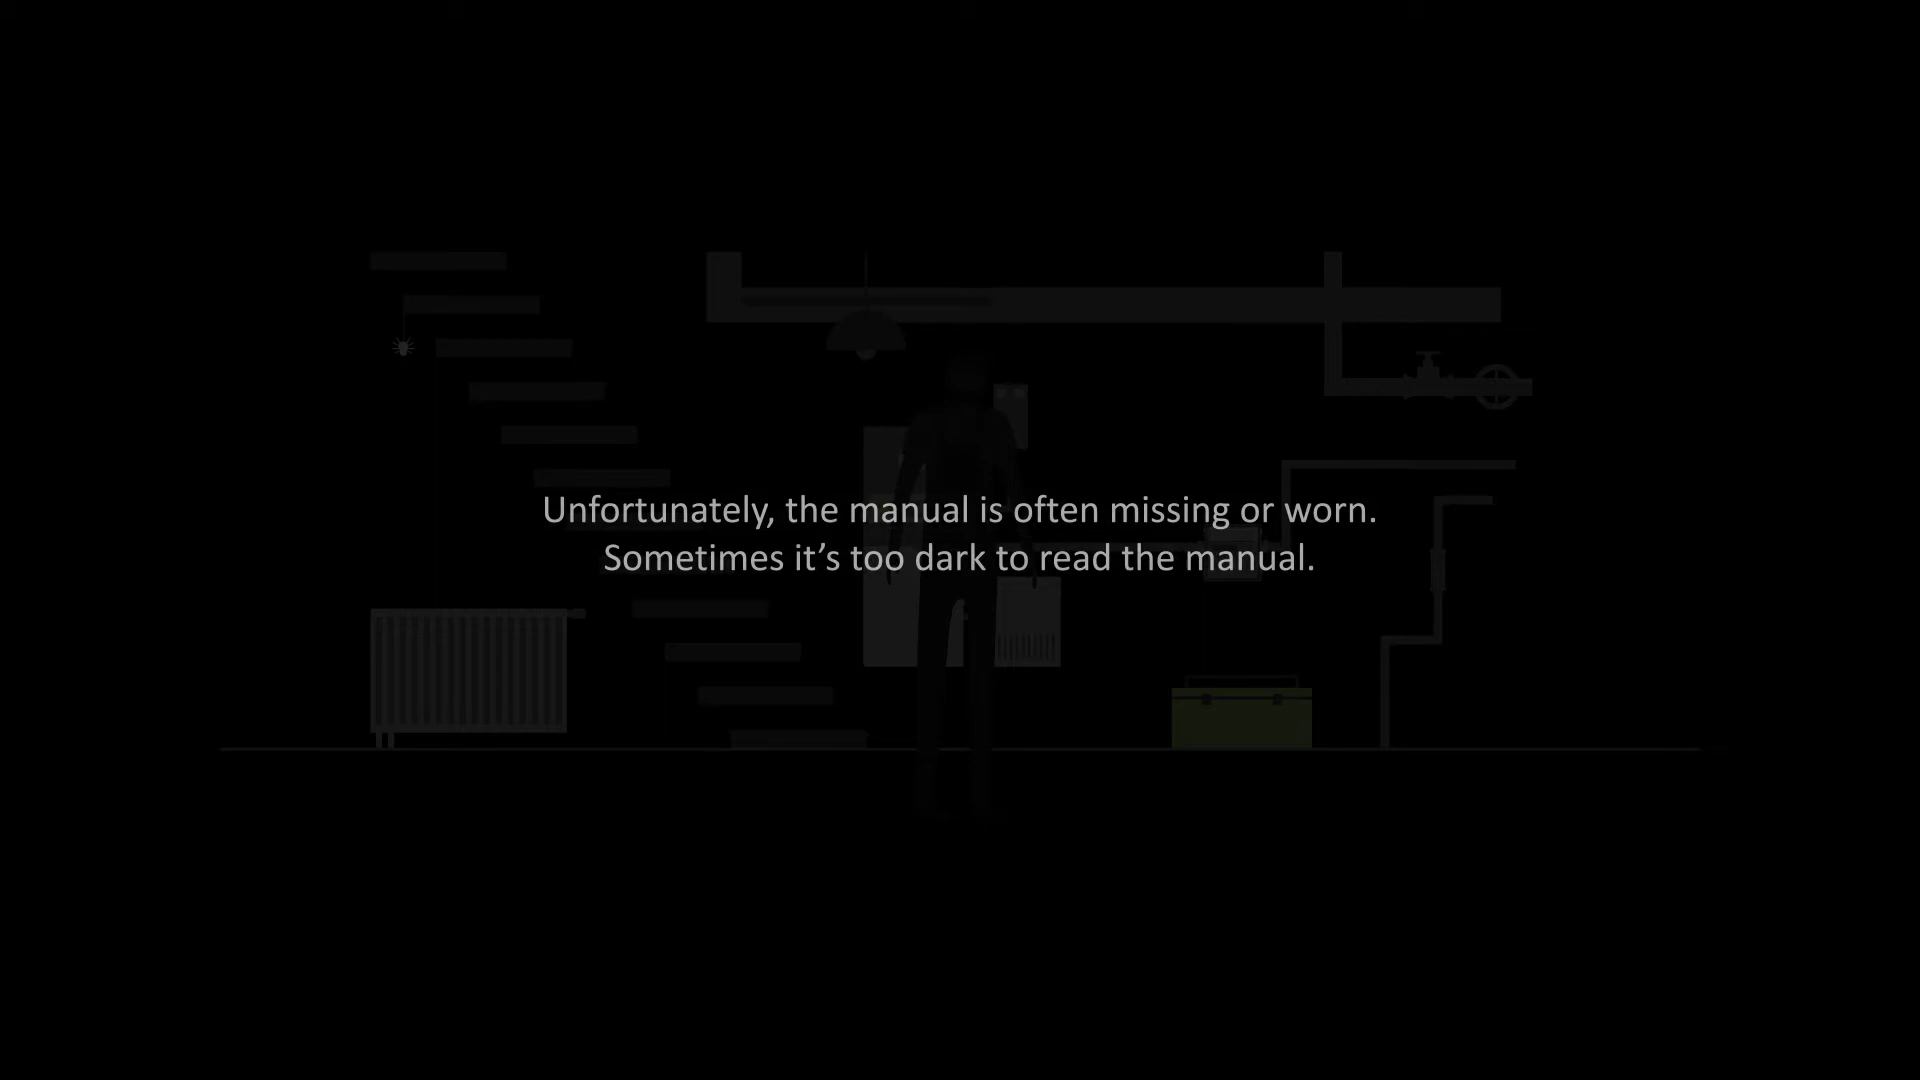 Unfortunately, the manual is often missing or worn.
Sometimes it’s too dark to read the manual.